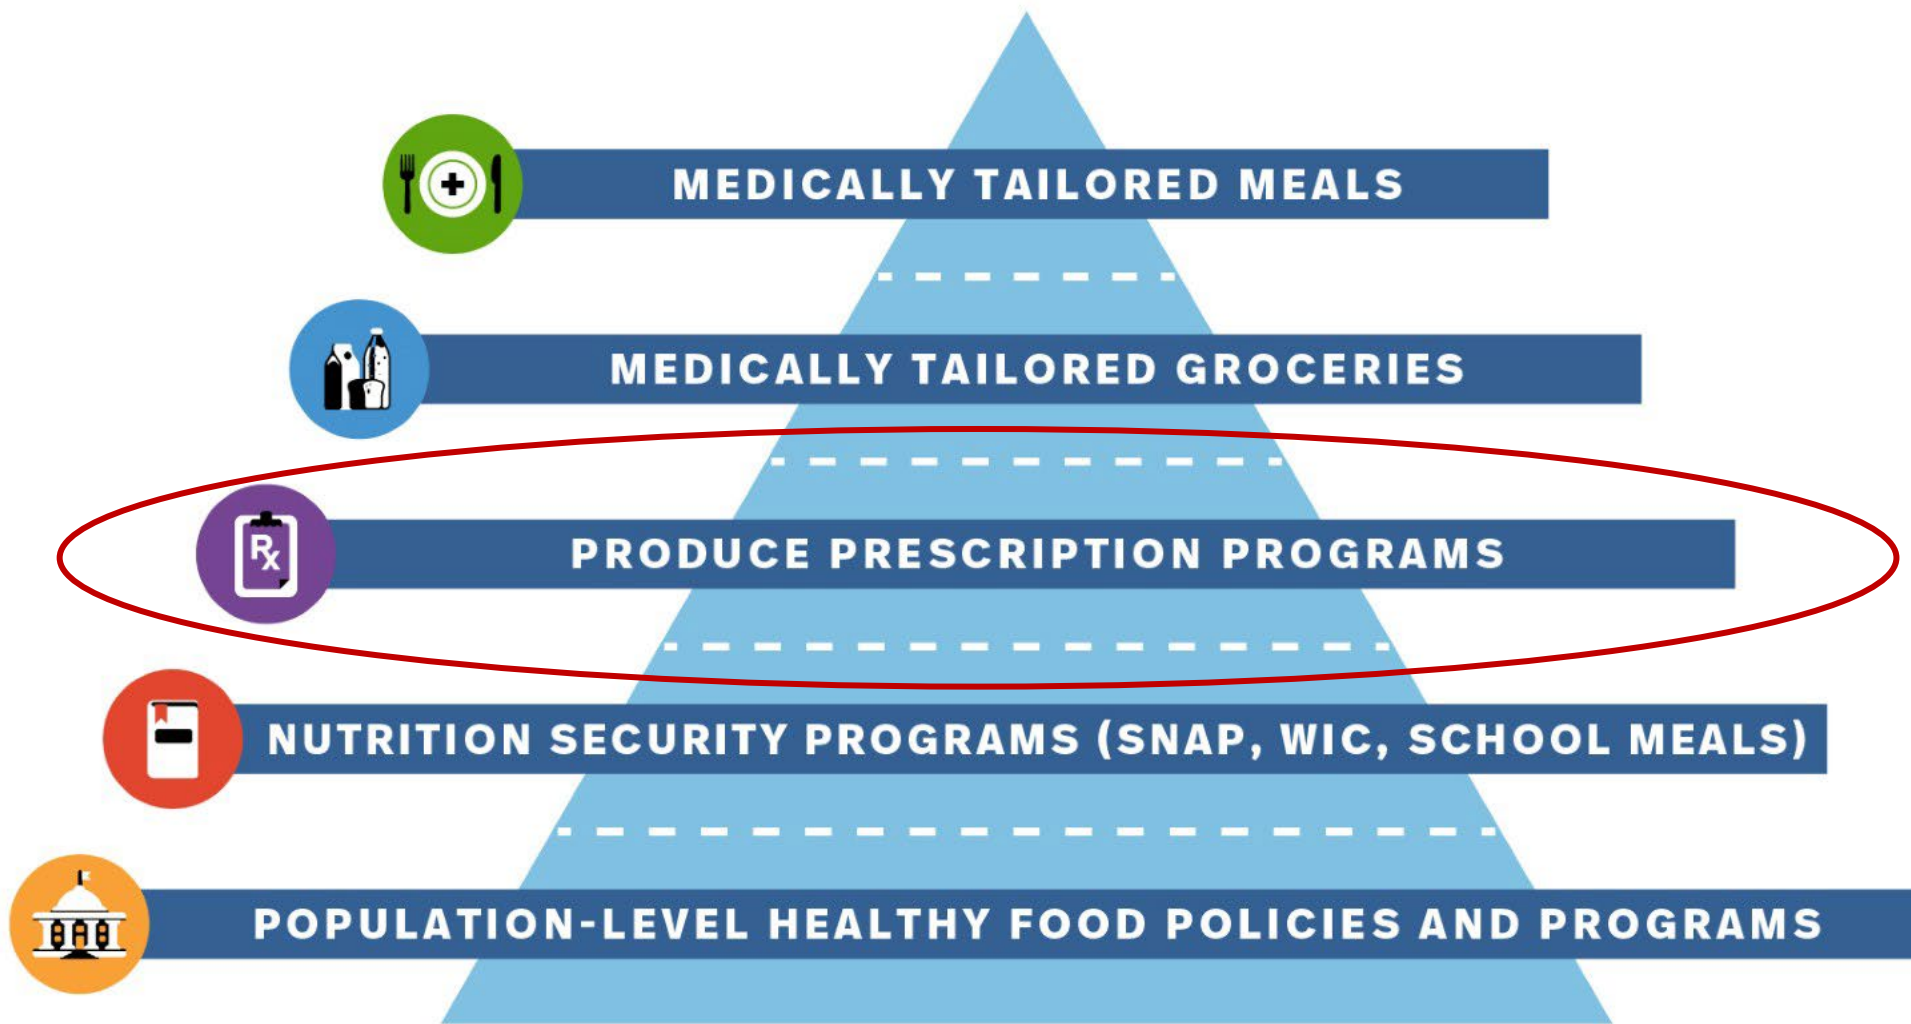 MEDICALLY TAILORED MEALS
MEDICALLY TAILORED GROCERIES
Rx
PRODUCE PRESCRIPTION PROGRAMS
NUTRITION SECURITY PROGRAMS (SNAP, WIC, SCHOOL MEALS)
POPULATION-LEVEL HEALTHY FOOD POLICIES AND PROGRAMS